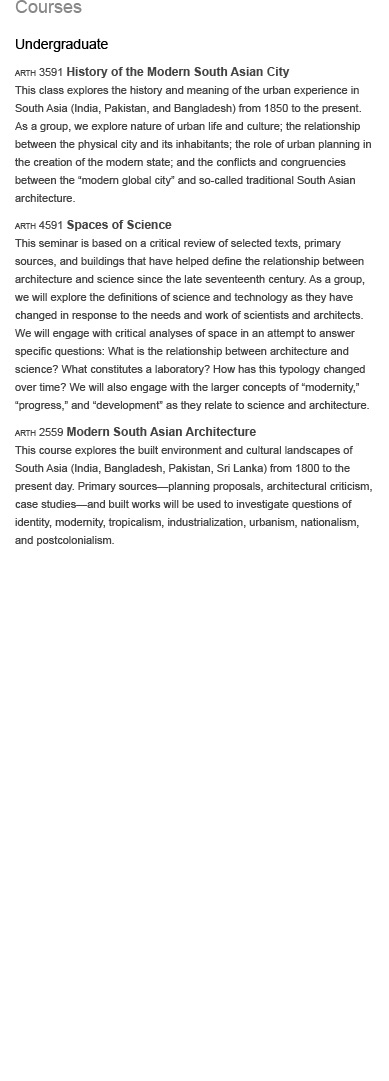 Courses
Undergraduate
ARTH 3591 History of the Modern South Asian City
This class explores the history and meaning of the urban experience in
South Asia (India, Pakistan, and Bangladesh) from 1850 to the present.
As a group, we explore nature of urban life and culture; the relationship
between the physical city and its inhabitants; the role of urban planning in
the creation of the modern state; and the conflicts and congruencies
between the “modern global city” and so-called traditional South Asian
architecture.
ARTH 4591 Spaces of Science
This seminar is based on a critical review of selected texts, primary
sources, and buildings that have helped define the relationship between
architecture and science since the late seventeenth century. As a group,
we will explore the definitions of science and technology as they have
changed in response to the needs and work of scientists and architects.
We will engage with critical analyses of space in an attempt to answer
specific questions: What is the relationship between architecture and
science? What constitutes a laboratory? How has this typology changed
over time? We will also engage with the larger concepts of “modernity,”
“progress,” and “development” as they relate to science and architecture.
ARTH 2559 Modern South Asian Architecture
This course explores the built environment and cultural landscapes of
South Asia (India, Bangladesh, Pakistan, Sri Lanka) from 1800 to the
present day. Primary sources—planning proposals, architectural criticism,
case studies—and built works will be used to investigate questions of
identity, modernity, tropicalism, industrialization, urbanism, nationalism,
and postcolonialism.